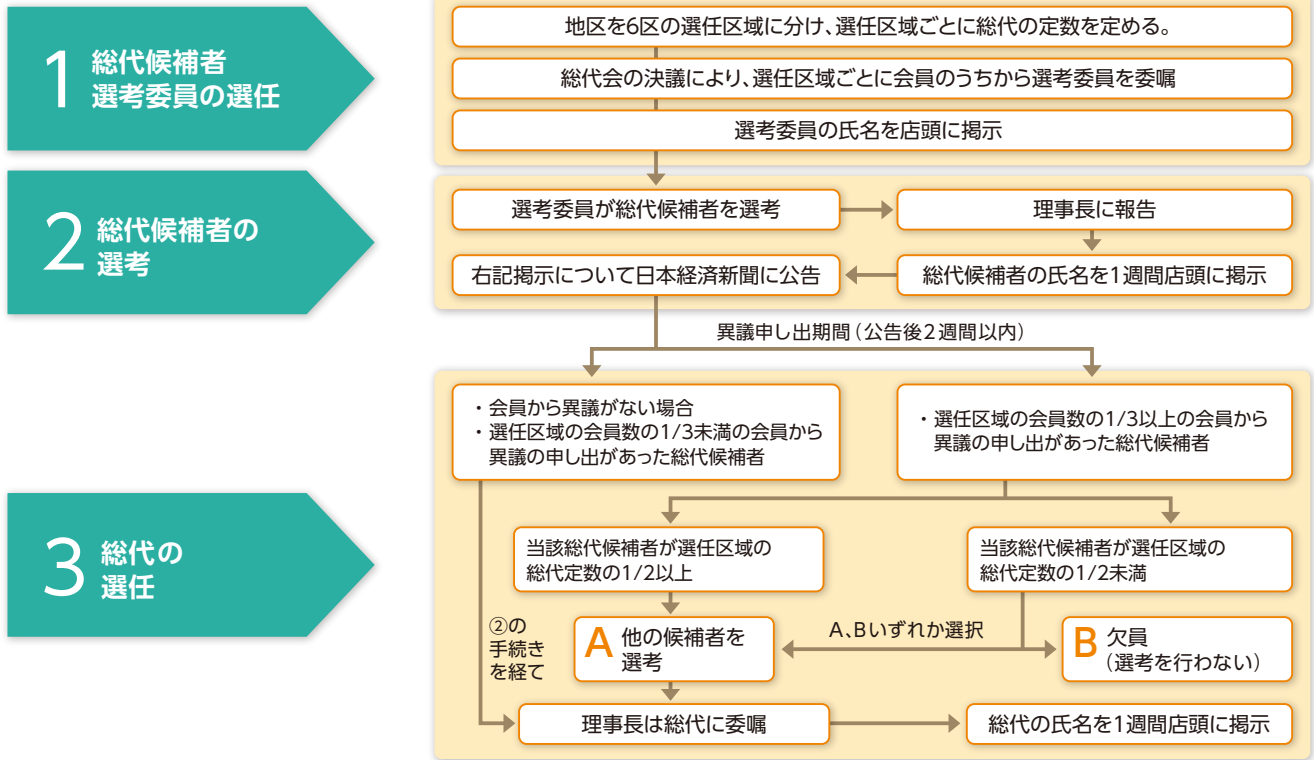 1 総代候補者
選考委員の選任
地区を6区の選任区域に分け、選任区域ごとに総代の定数を定める。
総代会の決議により、選任区域ごとに会員のうちから選考委員を委嘱
選考委員の氏名を店頭に掲示
2 総代候補者の
選考
選考委員が総代候補者を選考
理事長に報告
右記掲示について日本経済新聞に公告
総代候補者の氏名を1週間店頭に掲示
異議申し出期間（公告後2週間以内）
3 総代の
選任
・会員から異議がない場合
・選任区域の会員数の1/3未満の会員から
異議の申し出があった総代候補者
・選任区域の会員数の1/3以上の会員から
異議の申し出があった総代候補者
当該総代候補者が選任区域の
総代定数の1/2以上
当該総代候補者が選任区域の
総代定数の1/2未満
②の
手続き
を経て
A 他の候補者を
選考
A、Bいずれか選択
B 欠員
（選考を行わない）
理事長は総代に委嘱
総代の氏名を1週間店頭に掲示